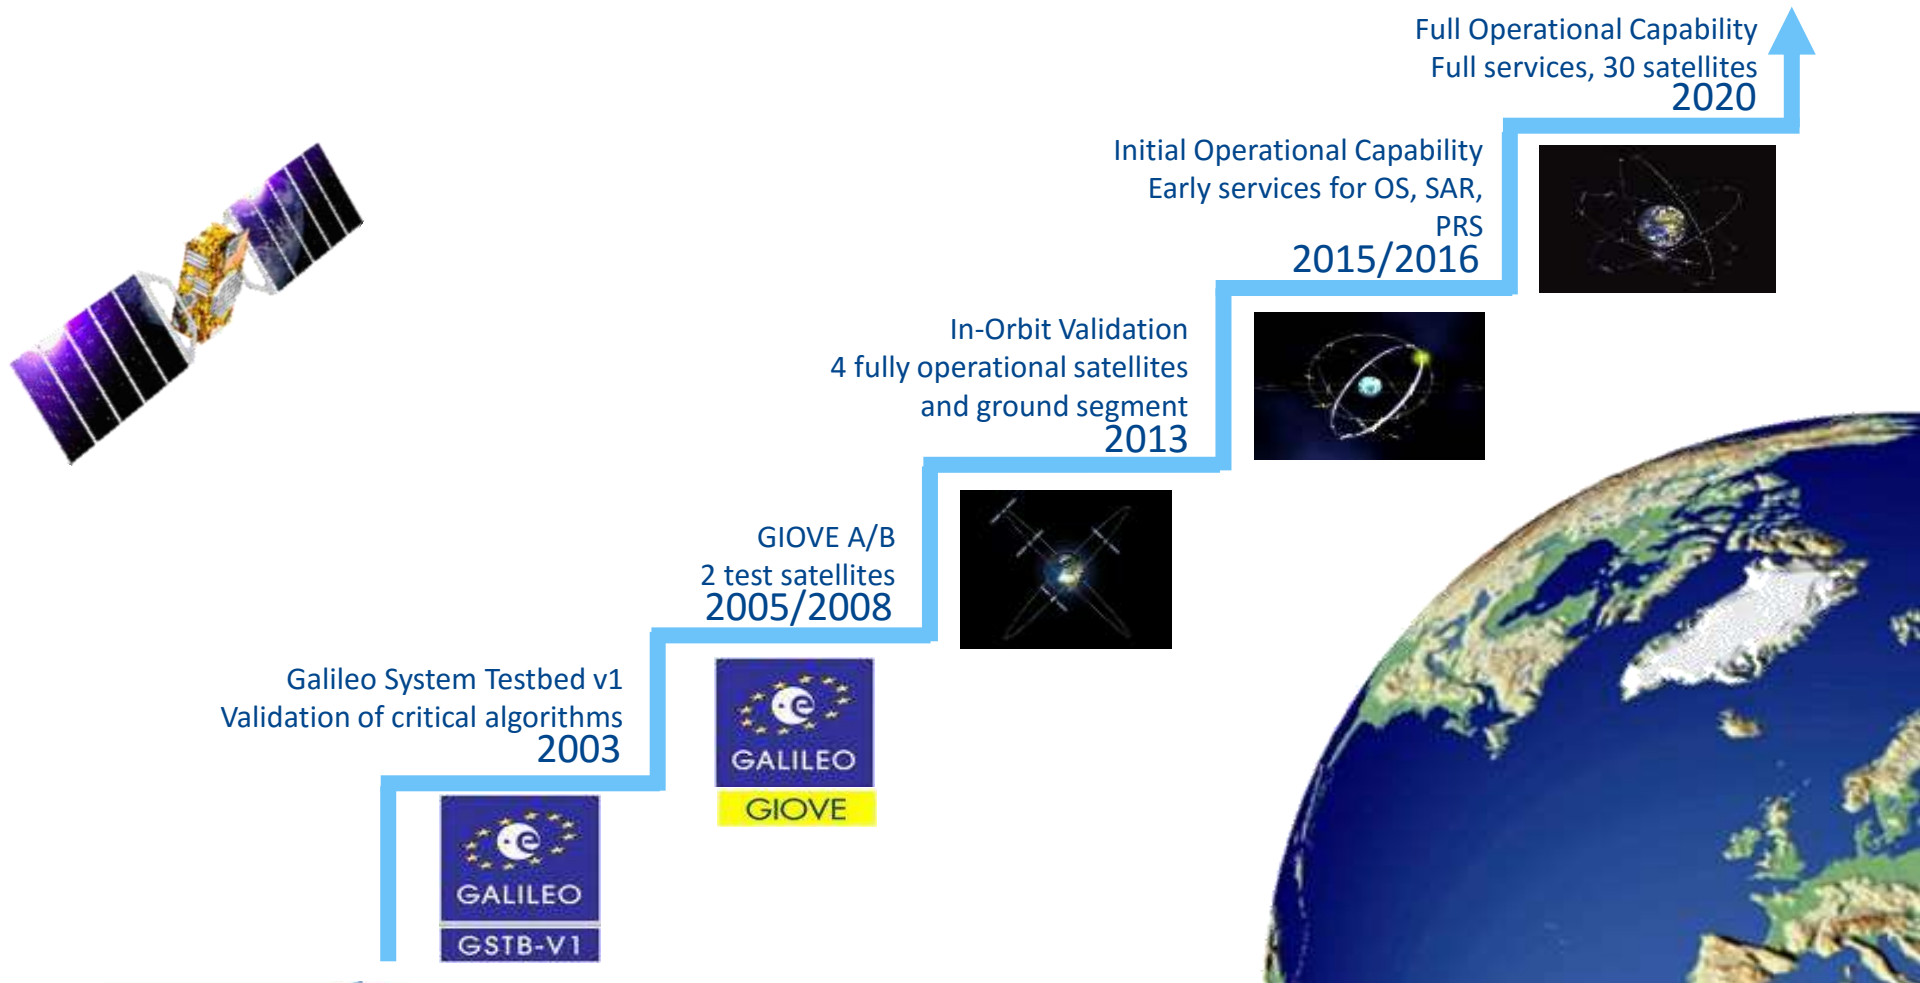 Full Operational Capability
Full services, 30 satellites
2020
Initial Operational Capability
Early services for OS, SAR,
PRS
2015/2016
In-Orbit Validation
4 fully operational satellites
and ground segment
2013
GIOVE A/B
2 test satellites
2005/2008
Galileo System Testbed v1
Validation of critical algorithms
2003
e
GALILEO
GIOVE
e
GALILEO
GSTB-V1